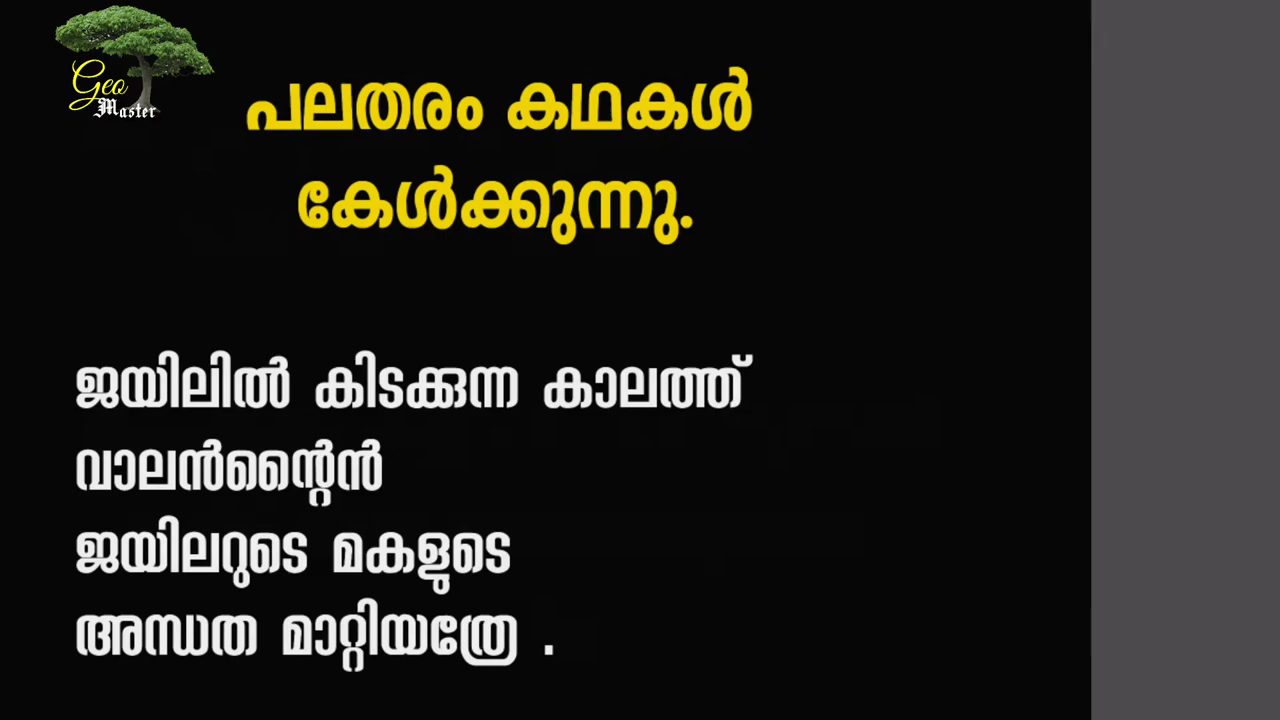 Geo
Master
പലതരം കഥകൾ
കേൾക്കുന്നു.
ജയിലിൽ കിടക്കുന്ന കാലത്ത്
വാലൻന്റൈൻ
ജയിലറുടെ മകളുടെ
അന്ധത മാറ്റിയത്രേ .